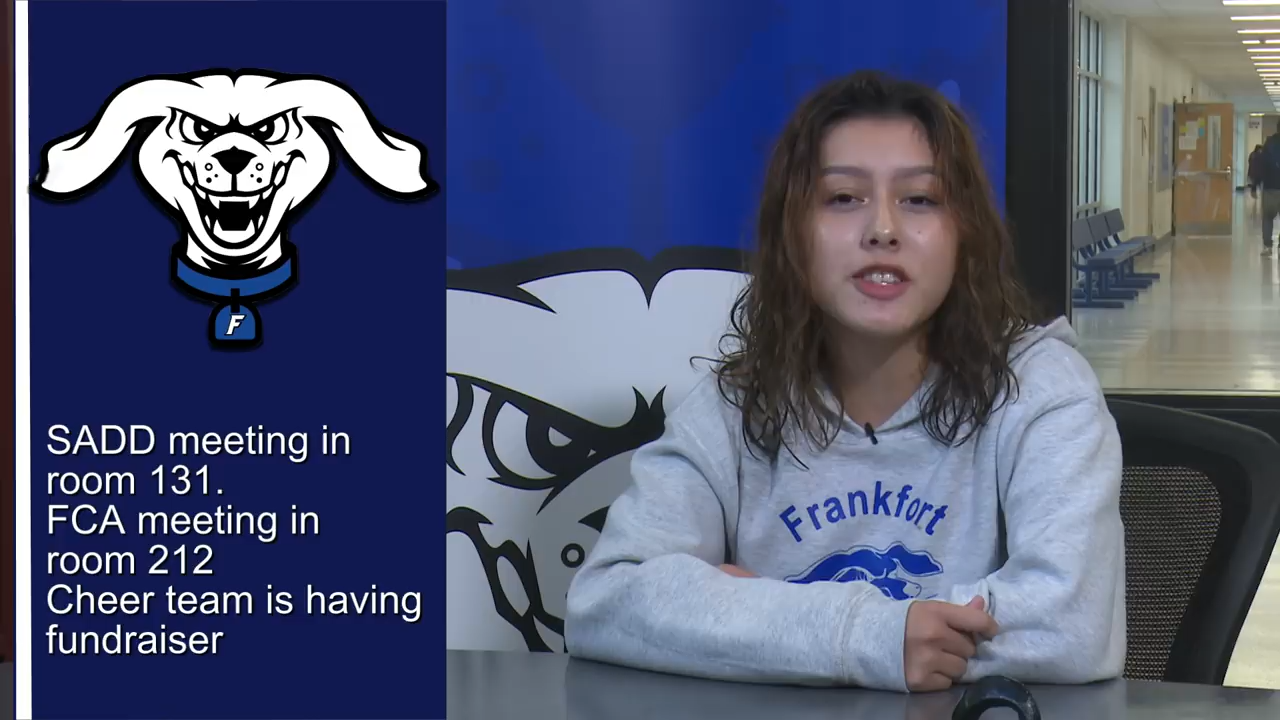 F
SADD meeting in
room 131.
FCA meeting in
room 212
Cheer team is having
fundraiser
Frankfort